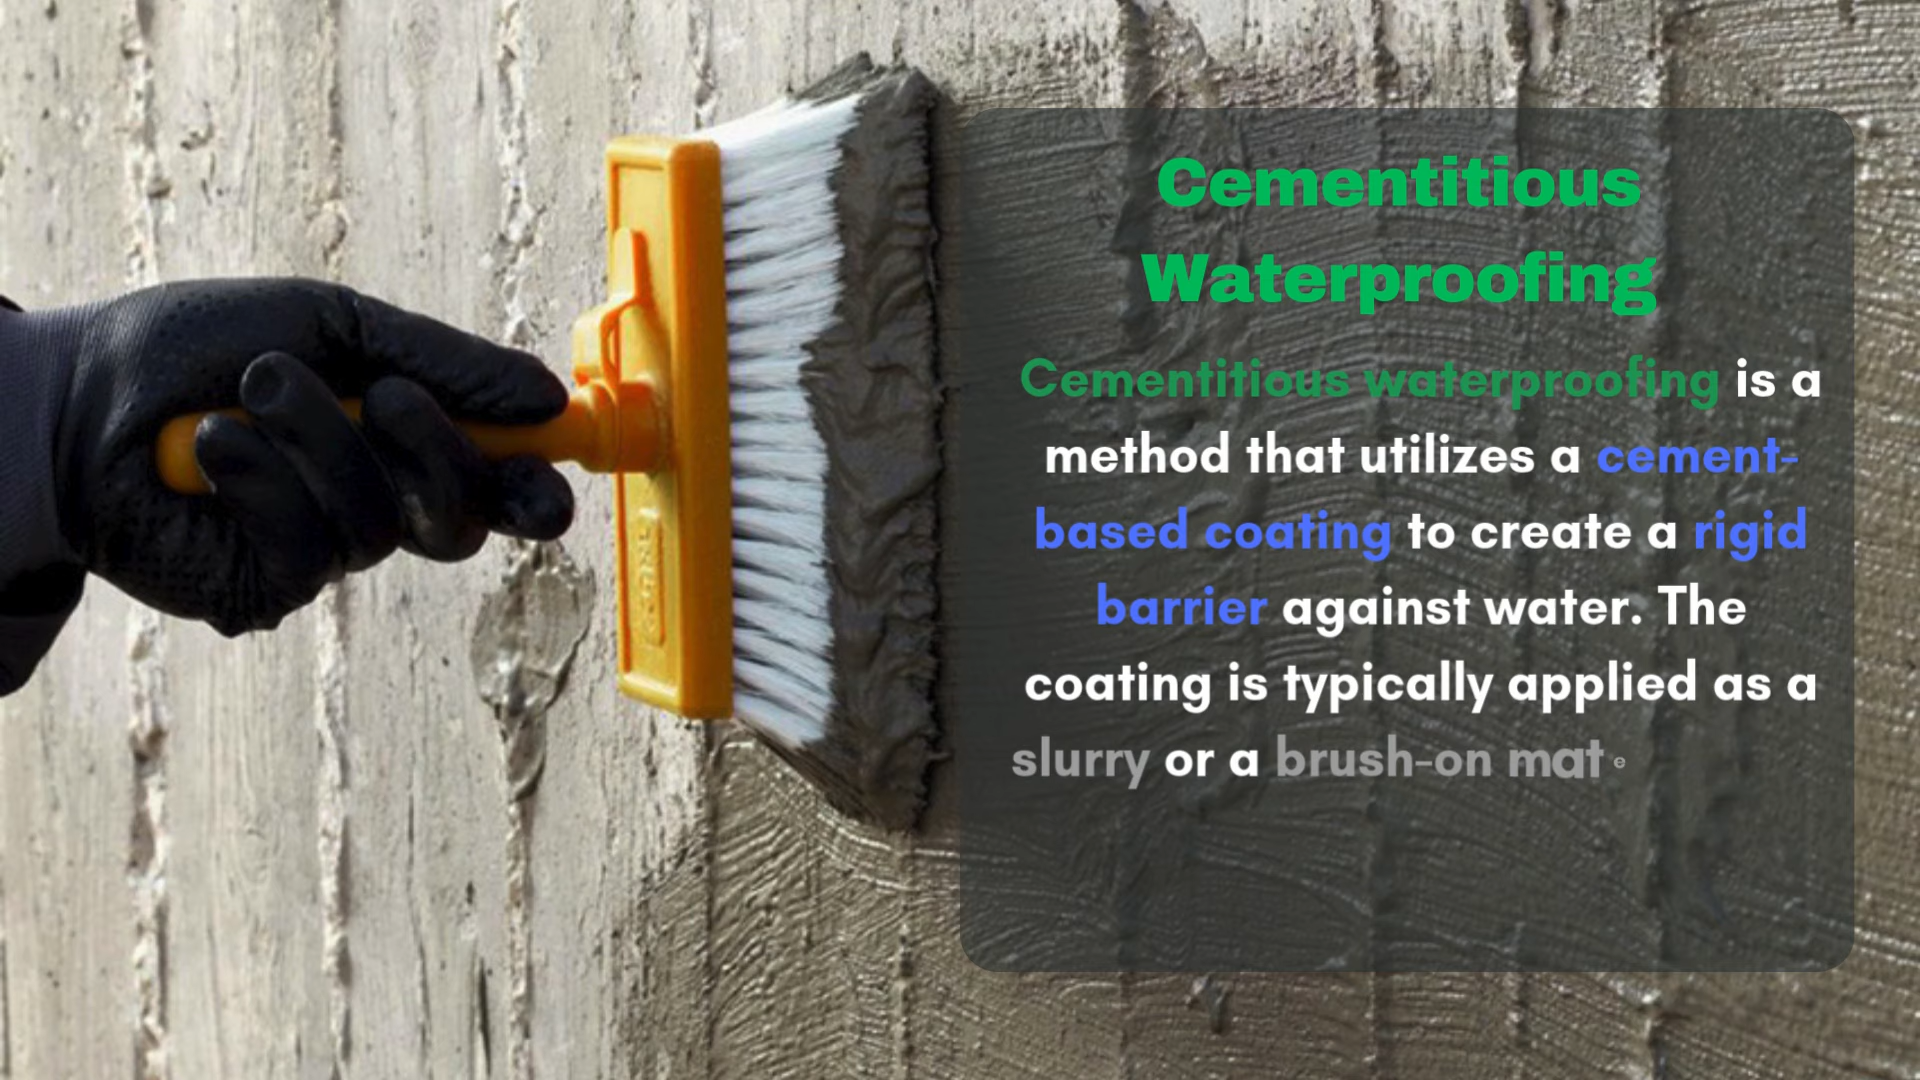 Cementitious
Waterproofing
Cementitious waterproofing is a
method that utilizes a cement-
based coating to create a rigid
barrier against water. The
coating is typically applied as a
slurry or a brush-on mate